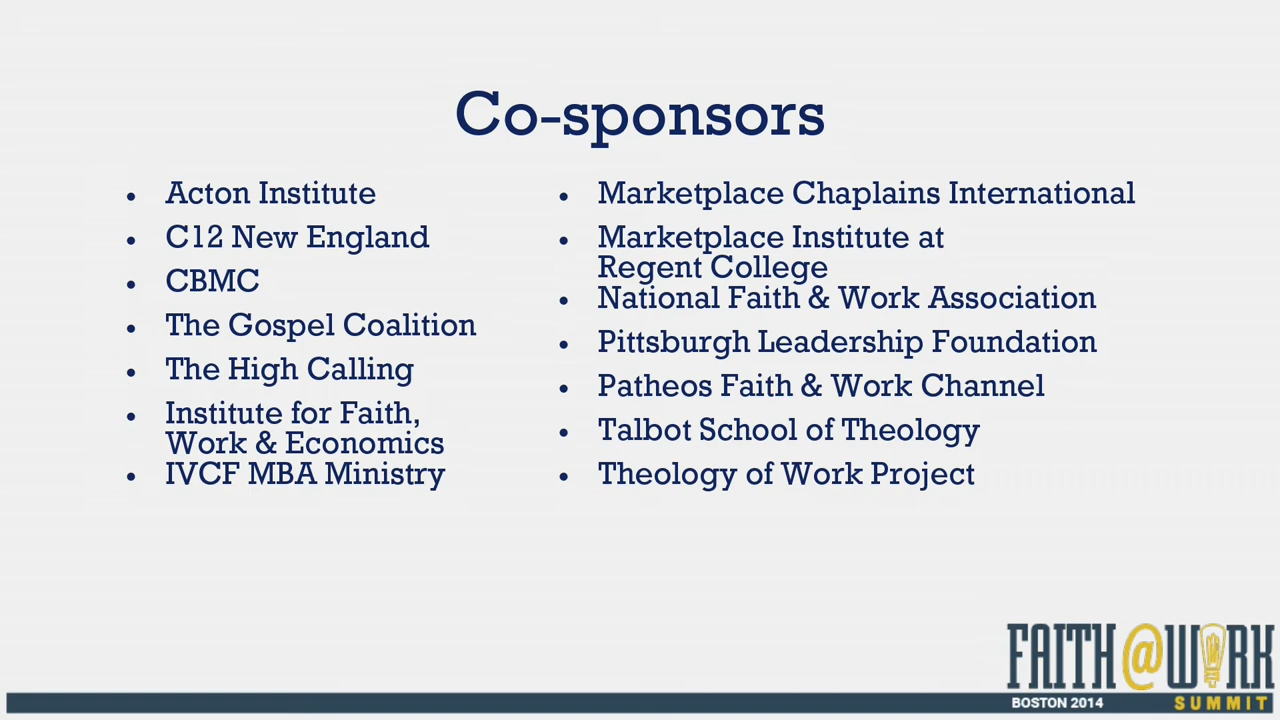 Co-sponsors
Acton Institute
C12 New England
CBMC
The Gospel Coalition
The High Calling
Institute for Faith,
Work & Economics
IVCF MBA Ministry
Marketplace Chaplains International
Marketplace Institute at
Regent College
National Faith & Work Association
Pittsburgh Leadership Foundation
Patheos Faith & Work Channel
Talbot School of Theology
Theology of Work Project
FAITH@WORK
BOSTON 2014 SUMMIT